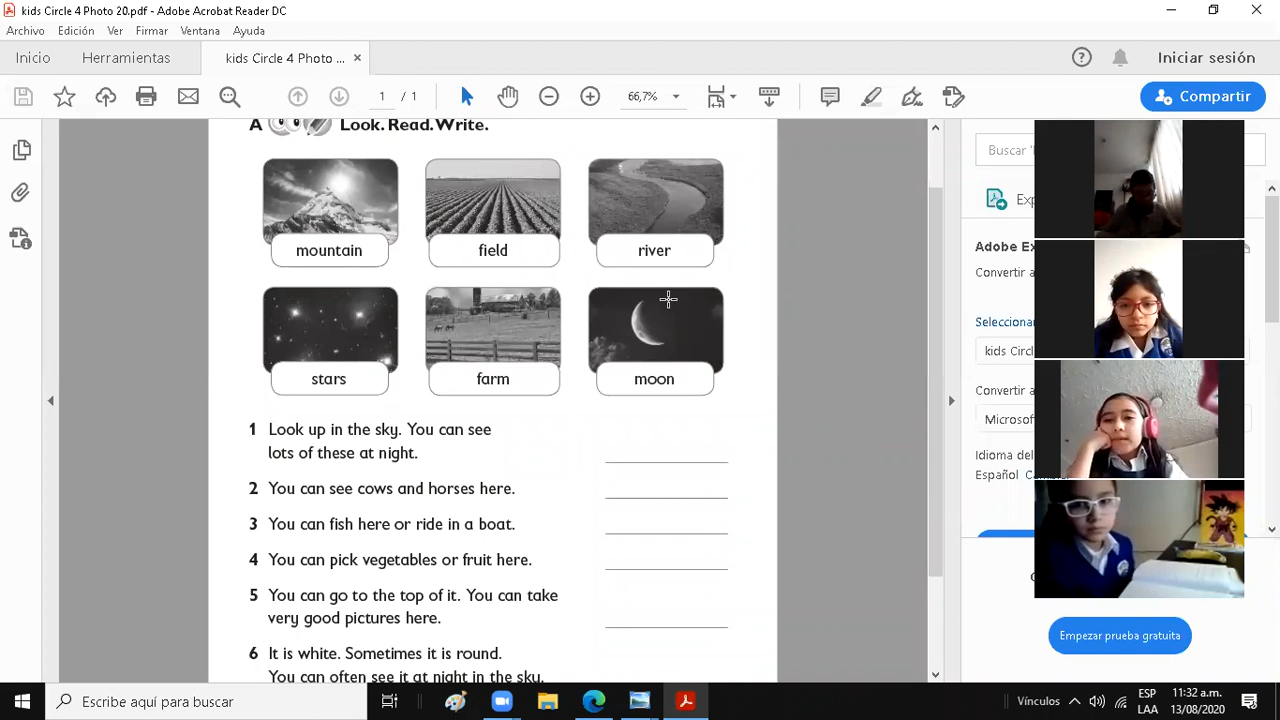 kids Circle 4 Photo 20.pdf - Adobe Acrobat Reader DC
Archivo Edición Ver Firmar Ventana Ayuda
Inicio Herramientas kids Circle 4 Photo ... × Iniciar sesión
1 / 1 66,7% Compartir
A Look. Read. Write.
mountain field river
stars farm moon
1 Look up in the sky. You can see
lots of these at night.
2 You can see cows and horses here.
3 You can fish here or ride in a boat.
4 You can pick vegetables or fruit here.
5 You can go to the top of it. You can take
very good pictures here.
6 It is white. Sometimes it is round.
You can often see it at night in the sky.
Buscar
Adobe
Convertir
kids Circl
Convertir
Idioma del
Español
Empezar prueba gratuita
Escribe aquí para buscar
Vínculos ESP 11:32 a.m.
LAA 13/08/2020